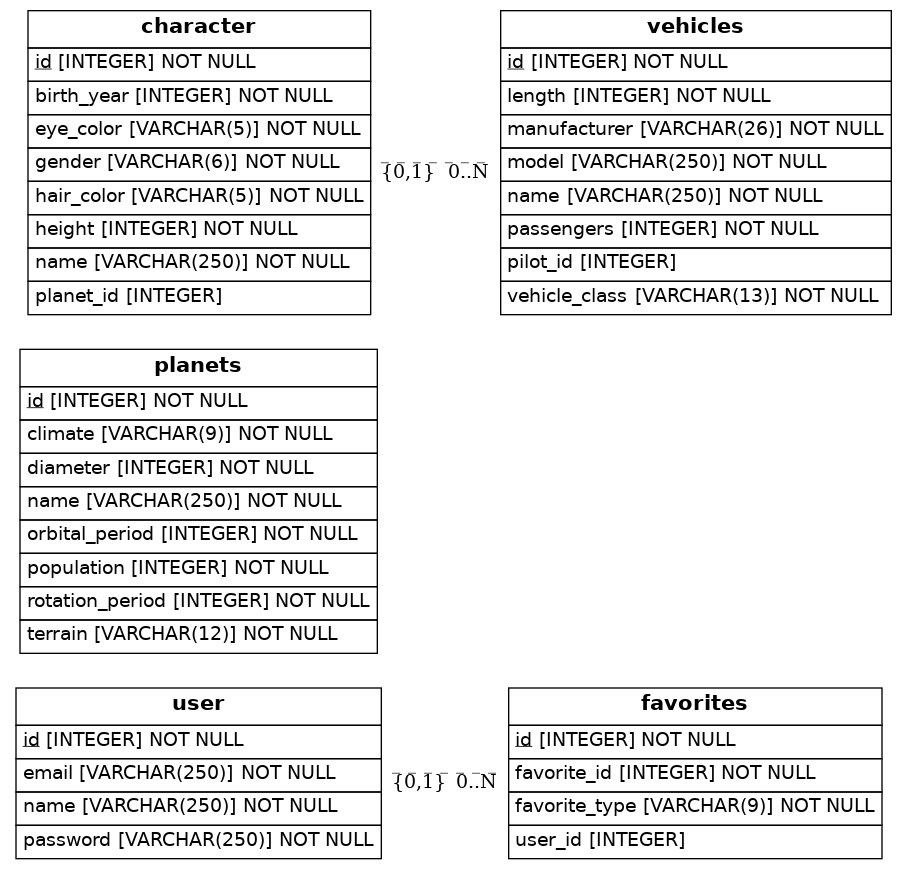 character
id [INTEGER] NOT NULL
birth_year [INTEGER] NOT NULL
eye_color [VARCHAR(5)] NOT NULL
gender [VARCHAR(6)] NOT NULL
hair_color [VARCHAR(5)] NOT NULL
height [INTEGER] NOT NULL
name [VARCHAR(250)] NOT NULL
planet_id [INTEGER]
{0,1} 0..N
vehicles
id [INTEGER] NOT NULL
length [INTEGER] NOT NULL
manufacturer [VARCHAR(26)] NOT NULL
model [VARCHAR(250)] NOT NULL
name [VARCHAR(250)] NOT NULL
passengers [INTEGER] NOT NULL
pilot_id [INTEGER]
vehicle_class [VARCHAR(13)] NOT NULL
planets
id [INTEGER] NOT NULL
climate [VARCHAR(9)] NOT NULL
diameter [INTEGER] NOT NULL
name [VARCHAR(250)] NOT NULL
orbital_period [INTEGER] NOT NULL
population [INTEGER] NOT NULL
rotation_period [INTEGER] NOT NULL
terrain [VARCHAR(12)] NOT NULL
user
id [INTEGER] NOT NULL
email [VARCHAR(250)] NOT NULL
name [VARCHAR(250)] NOT NULL
password [VARCHAR(250)] NOT NULL
{0,1} 0..N
favorites
id [INTEGER] NOT NULL
favorite_id [INTEGER] NOT NULL
favorite_type [VARCHAR(9)] NOT NULL
user_id [INTEGER]